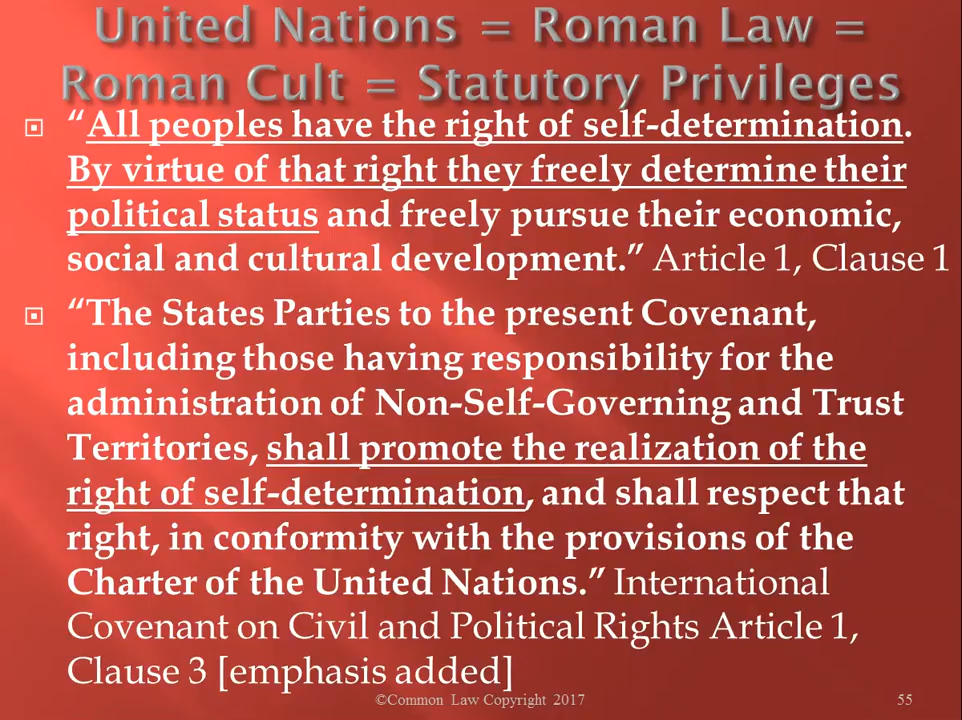 United Nations = Roman Law =
Roman Cult = Statutory Privileges
“All peoples have the right of self-determination.
By virtue of that right they freely determine their
political status and freely pursue their economic,
social and cultural development.” Article 1, Clause 1
“The States Parties to the present Covenant,
including those having responsibility for the
administration of Non-Self-Governing and Trust
Territories, shall promote the realization of the
right of self-determination, and shall respect that
right, in conformity with the provisions of the
Charter of the United Nations.” International
Covenant on Civil and Political Rights Article 1,
Clause 3 [emphasis added]
©Common Law Copyright 2017
55